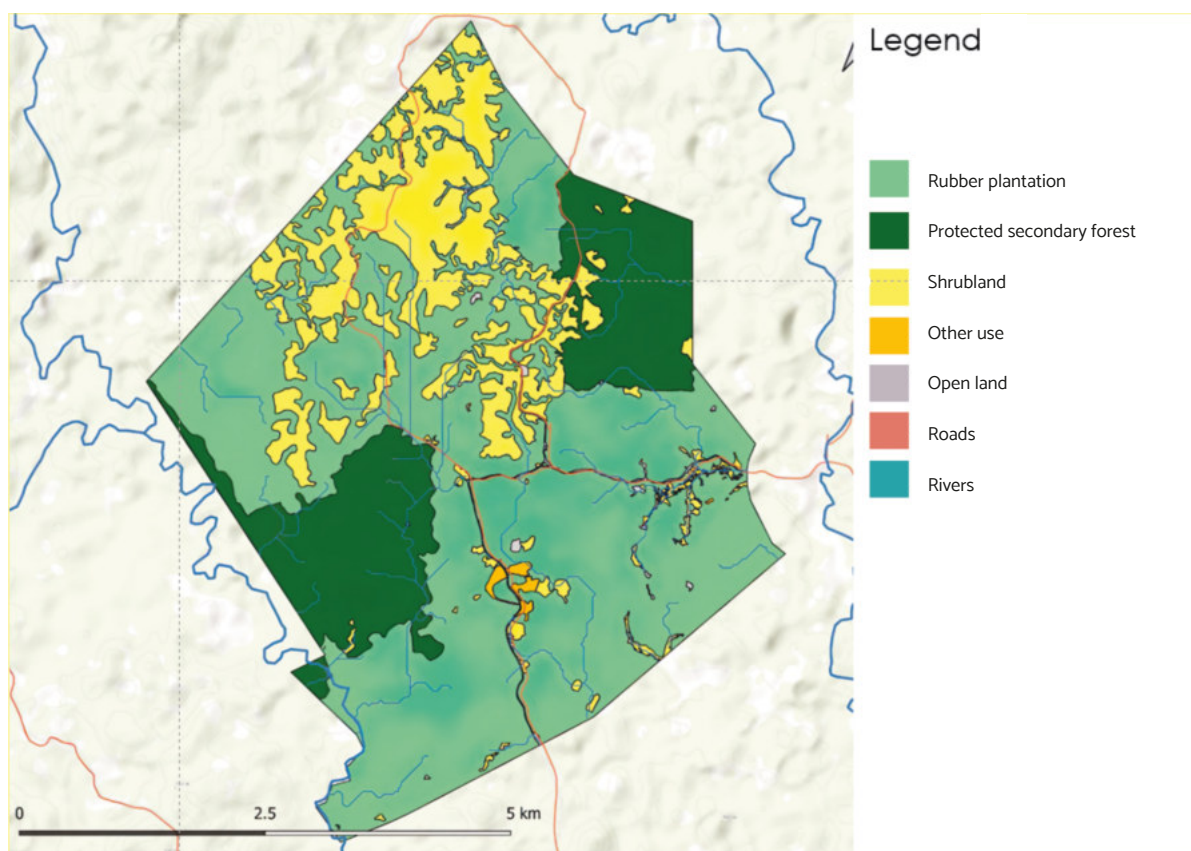 Legend
Rubber plantation
Protected secondary forest
Shrubland
Other use
Open land
Roads
Rivers
0 2.5 5 km